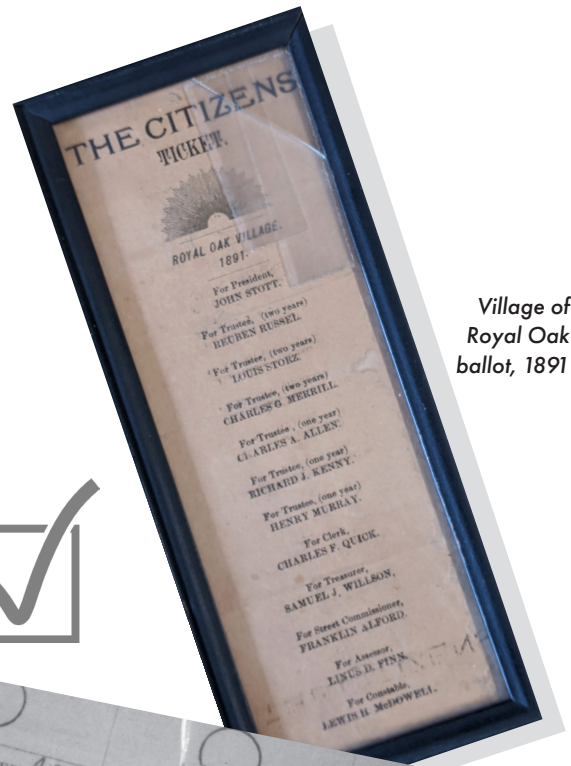 THE CITIZENS
TICKET.
ROYAL OAK VILLAGE.
1891.
For President,
JOHN STOTT.
For Trustee, (two years)
REUBEN RUSSEL.
For Trustee, (two years)
LOUIS STORZ
For Trustee, (two years)
CHARLES G. MERRILL.
For Trustee, (one year)
CHARLES A. ALLEN.
For Trustee, (one year)
RICHARD J. KENNY.
For Trustee, (one year)
HENRY MURRAY.
For Clerk,
CHARLES F. QUICK.
For Treasurer,
SAMUEL J. WILLSON,
For Street Commissioner,
FRANKLIN ALFORD.
For Assessor,
LINUS D. FINN.
For Constable,
LEWIS H. McDOWELL.
Village of
Royal Oak
ballot, 1891